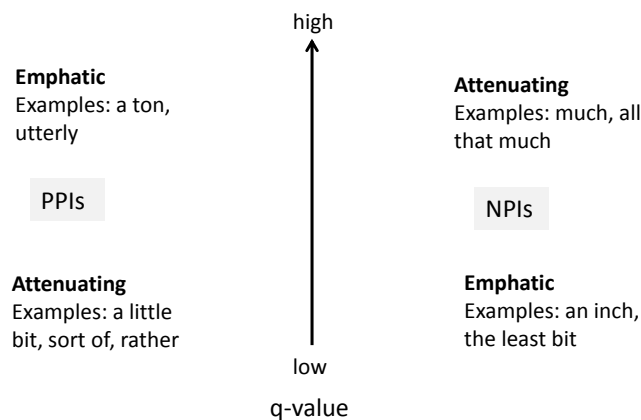 high
Emphatic
Examples: a ton,
utterly
Attenuating
Examples: much, all
that much
PPIs
NPIs
Attenuating
Examples: a little
bit, sort of, rather
Emphatic
Examples: an inch,
the least bit
low
q-value